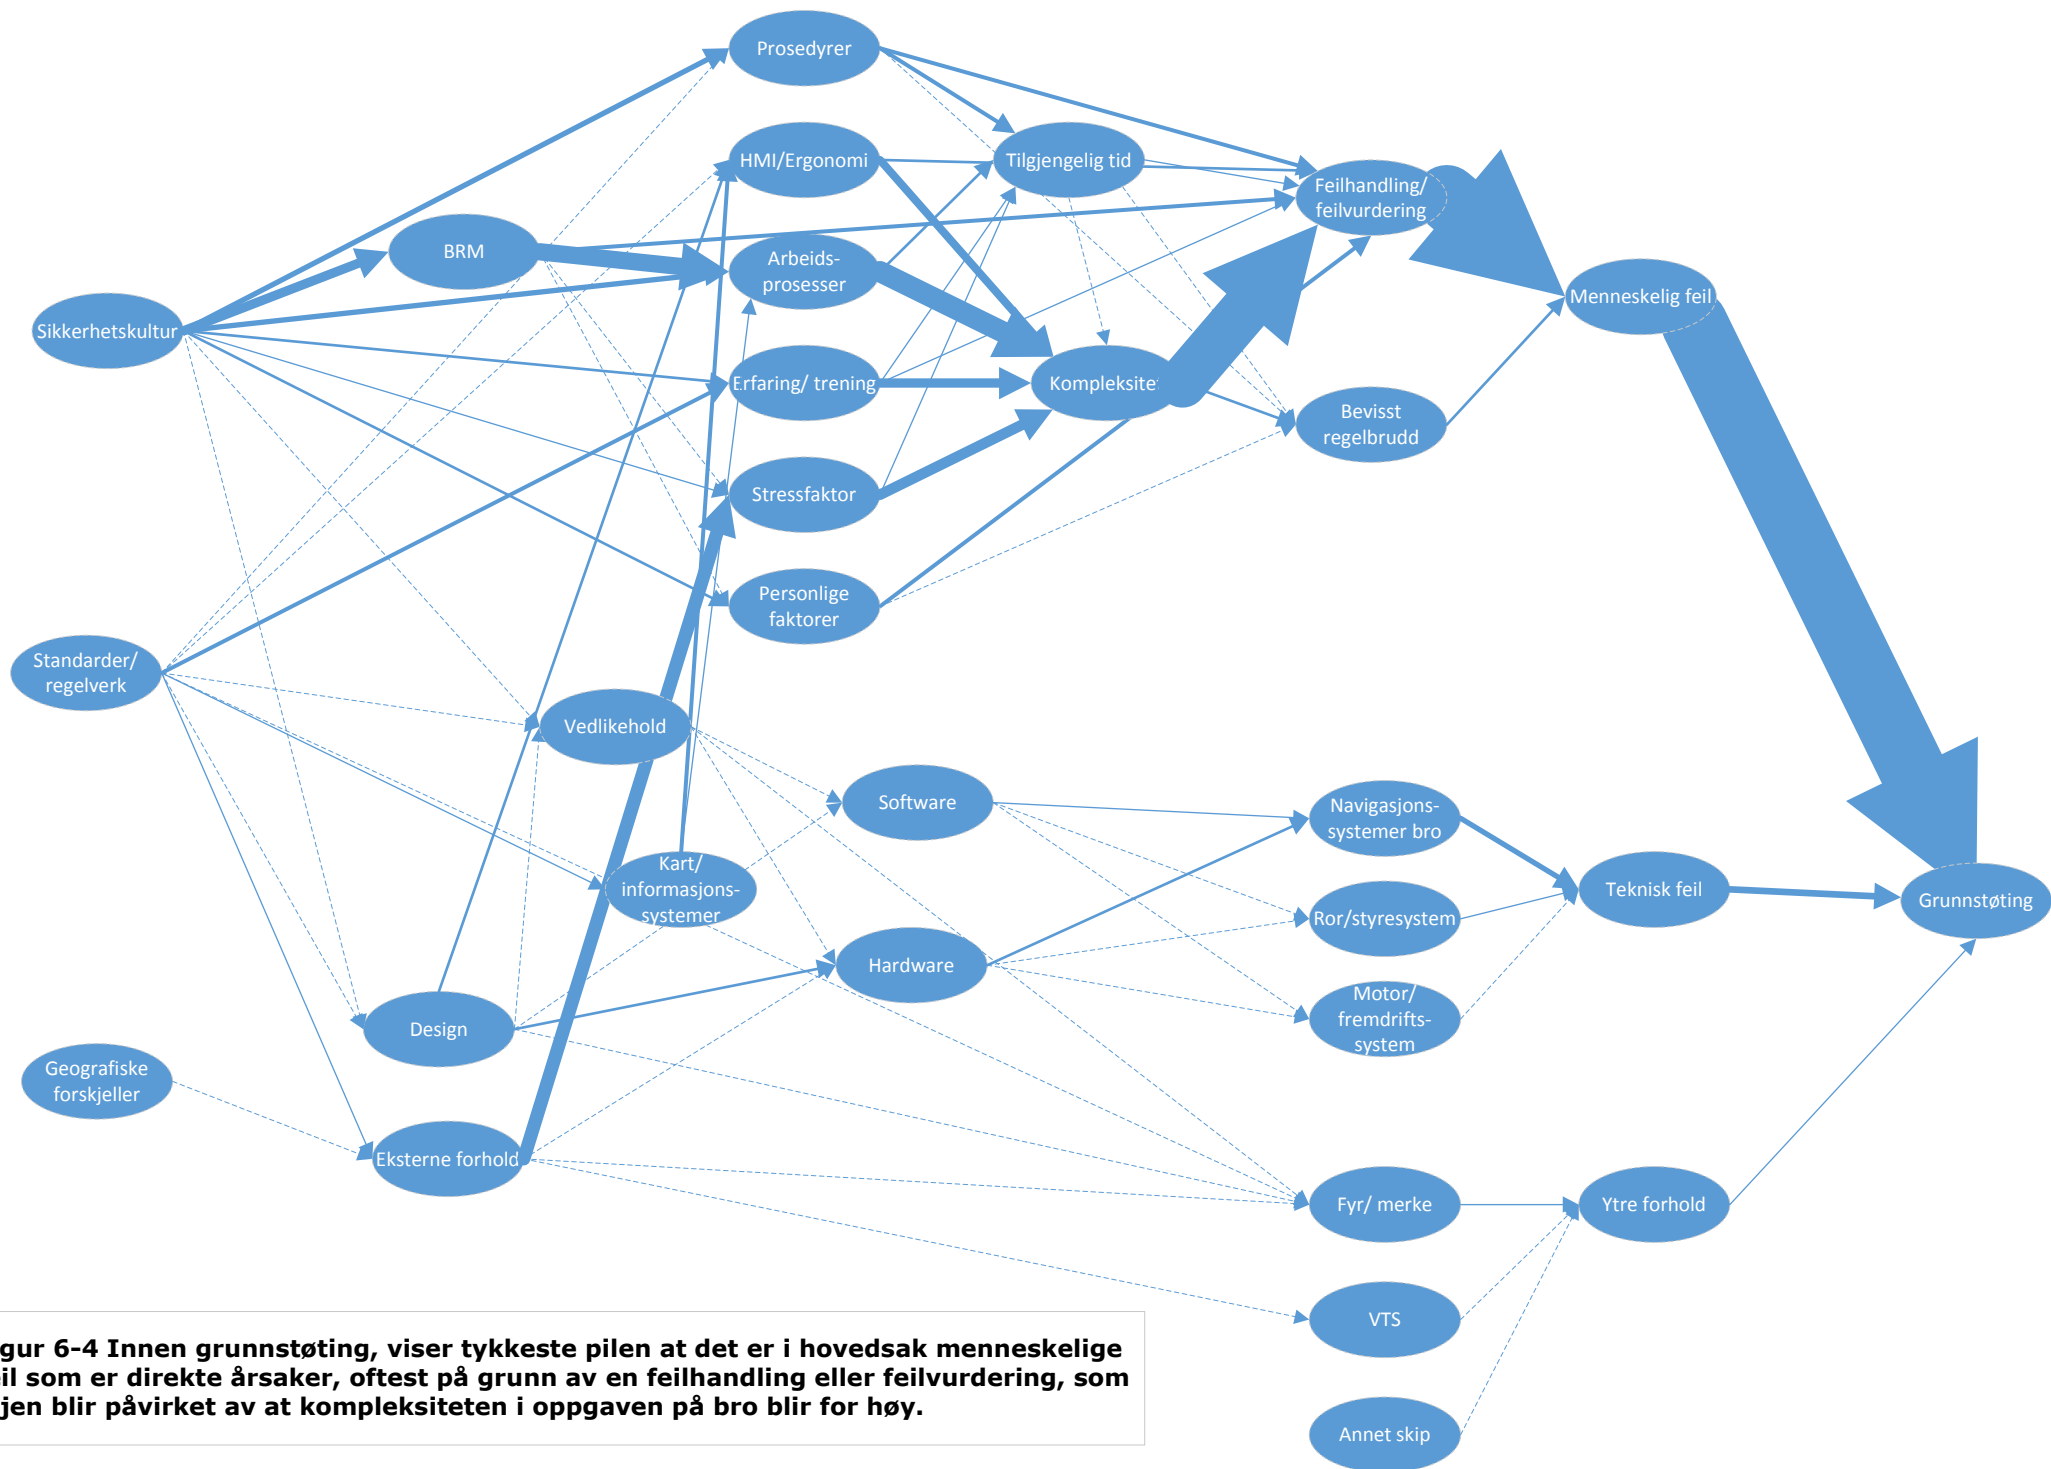 Prosedyrer
HMI/Ergonomi
Tilgjengelig tid
Feilhandling/
feilvurdering
BRM
Arbeids-
prosesser
Menneskelig feil
Sikkerhetskultur
Erfaring/ trening
Kompleksitet
Bevisst
regelbrudd
Stressfaktor
Personlige
faktorer
Standarder/
regelverk
Vedlikehold
Software
Navigasjons-
systemer bro
Kart/
informasjons-
systemer
Teknisk feil
Grunnstøting
Ror/styresystem
Hardware
Design
Motor/
fremdrifts-
system
Geografiske
forskjeller
Eksterne forhold
Fyr/ merke
Ytre forhold
VTS
Annet skip
gur 6-4 Innen grunnstøting, viser tykkeste pilen at det er i hovedsak menneskelige
il som er direkte årsaker, oftest på grunn av en feilhandling eller feilvurdering, som
jen blir påvirket av at kompleksiteten i oppgaven på bro blir for høy.